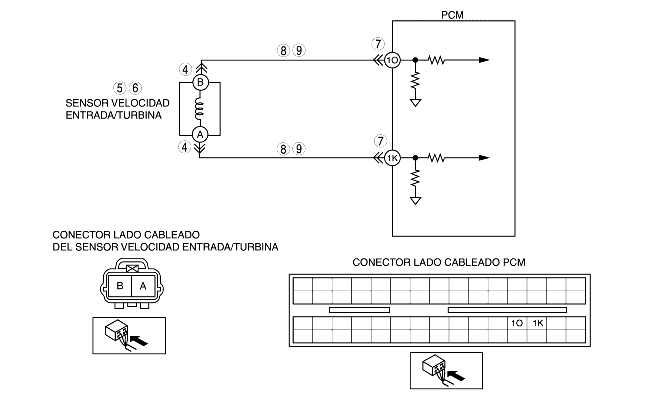 PCM
8 9
7
4
1O
B
5 6
SENSOR VELOCIDAD
ENTRADA/TURBINA
A
4
8 9
7
1K
CONECTOR LADO CABLEADO
DEL SENSOR VELOCIDAD ENTRADA/TURBINA
B A
CONECTOR LADO CABLEADO PCM
1O 1K